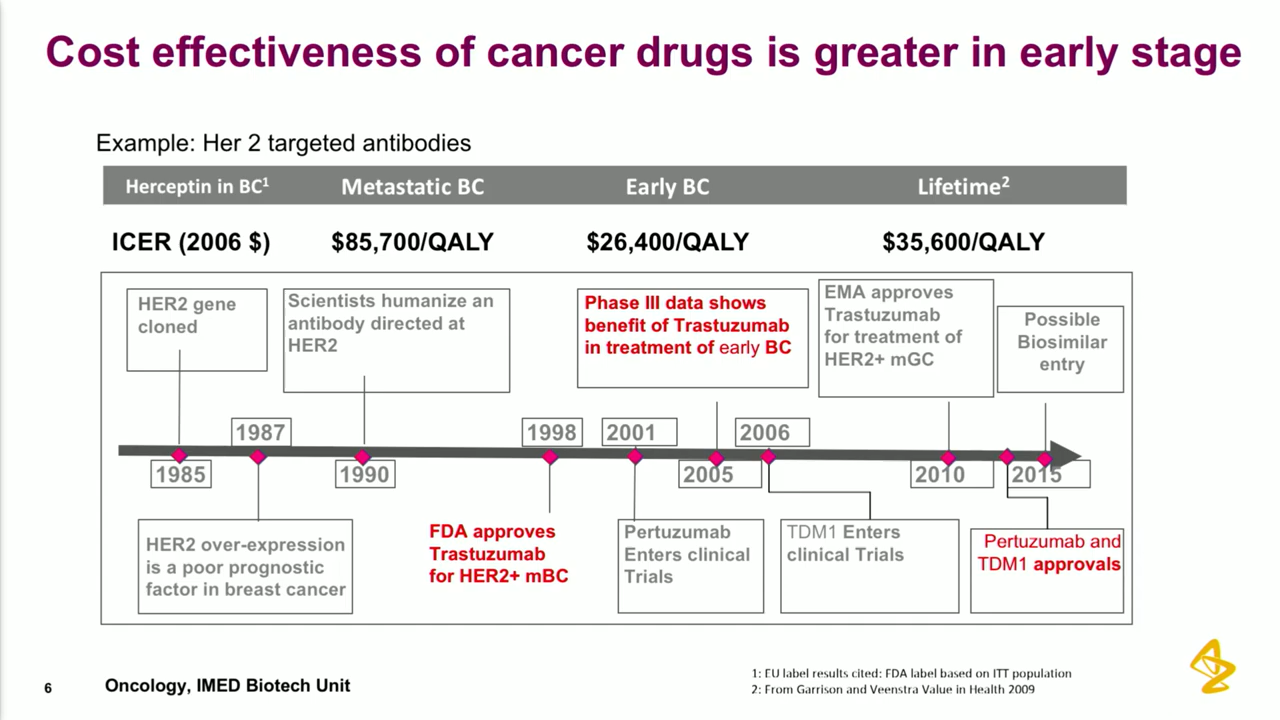 Cost effectiveness of cancer drugs is greater in early stage
Example: Her 2 targeted antibodies
Herceptin in BC1 Metastatic BC Early BC Lifetime2
ICER (2006 $) $85,700/QALY $26,400/QALY $35,600/QALY
HER2 gene
cloned
Scientists humanize an
antibody directed at
HER2
Phase III data shows
benefit of Trastuzumab
in treatment of early BC
EMA approves
Trastuzumab
for treatment of
HER2+ mGC
Possible
Biosimilar
entry
1987 1998 2001 2006
1985 1990 2005 2010 2015
HER2 over-expression
is a poor prognostic
factor in breast cancer
FDA approves
Trastuzumab
for HER2+ mBC
Pertuzumab
Enters clinical
Trials
TDM1 Enters
clinical Trials
Pertuzumab and
TDM1 approvals
1: EU label results cited: FDA label based on ITT population
2: From Garrison and Veenstra Value in Health 2009
6 Oncology, IMED Biotech Unit